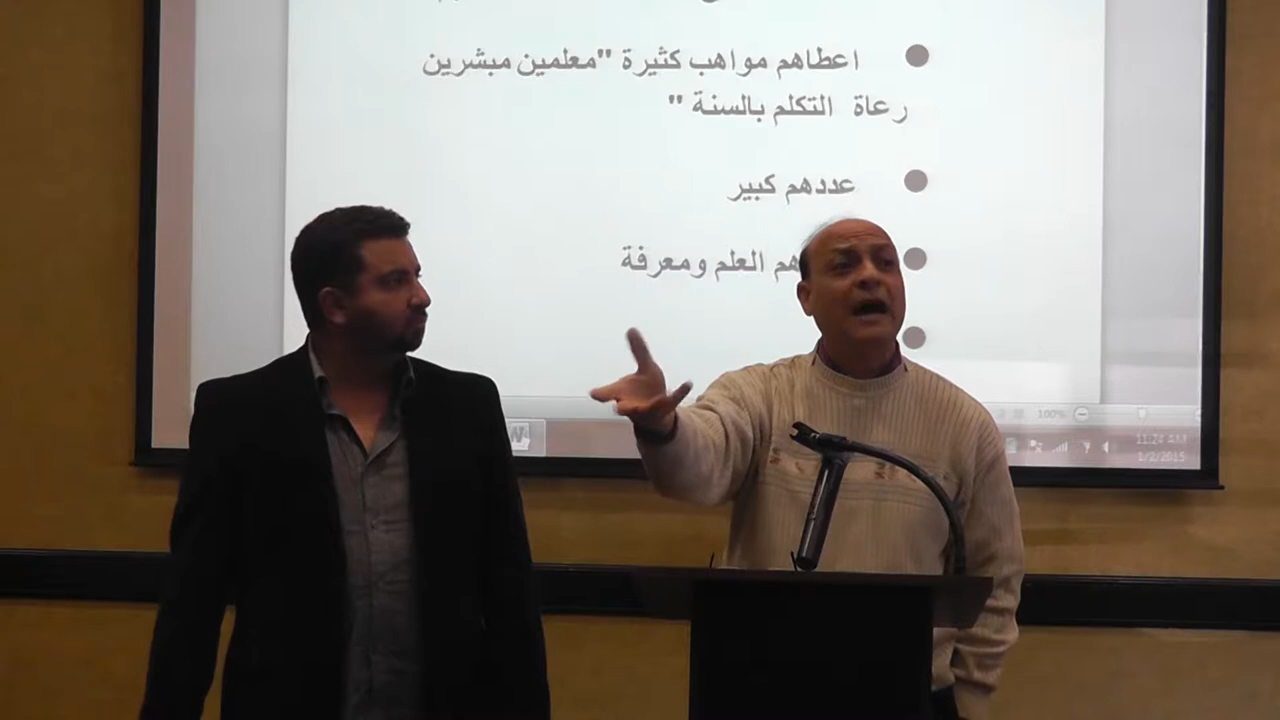 اعطاهم مواهب كثيرة "معلمين مبشرين
رعاة التكلم بالسنة "
عددهم كبير
هم العلم ومعرفة
100%
11:24 AM
1/2/2015